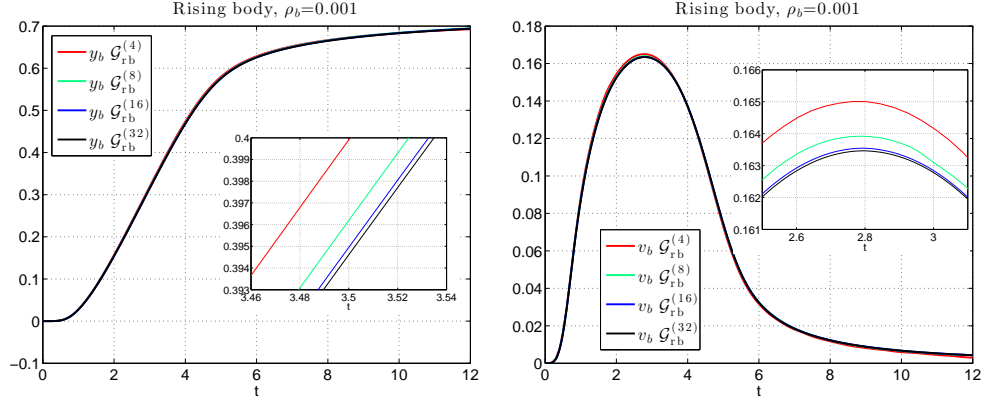 Rising body, ρ_b=0.001
0.7
0.6
0.5
0.4
0.3
0.2
0.1
0
−0.1
y_b 𝒢_rb^(4)
y_b 𝒢_rb^(8)
y_b 𝒢_rb^(16)
y_b 𝒢_rb^(32)
0.4
0.399
0.398
0.397
0.396
0.395
0.394
0.393
3.46 3.48 3.5 3.52 3.54
t
0 2 4 6 8 10 12
t
Rising body, ρ_b=0.001
0.18
0.16
0.14
0.12
0.1
0.08
0.06
0.04
0.02
0
0.166
0.165
0.164
0.163
0.162
0.161
2.6 2.8 3
t
v_b 𝒢_rb^(4)
v_b 𝒢_rb^(8)
v_b 𝒢_rb^(16)
v_b 𝒢_rb^(32)
0 2 4 6 8 10 12
t